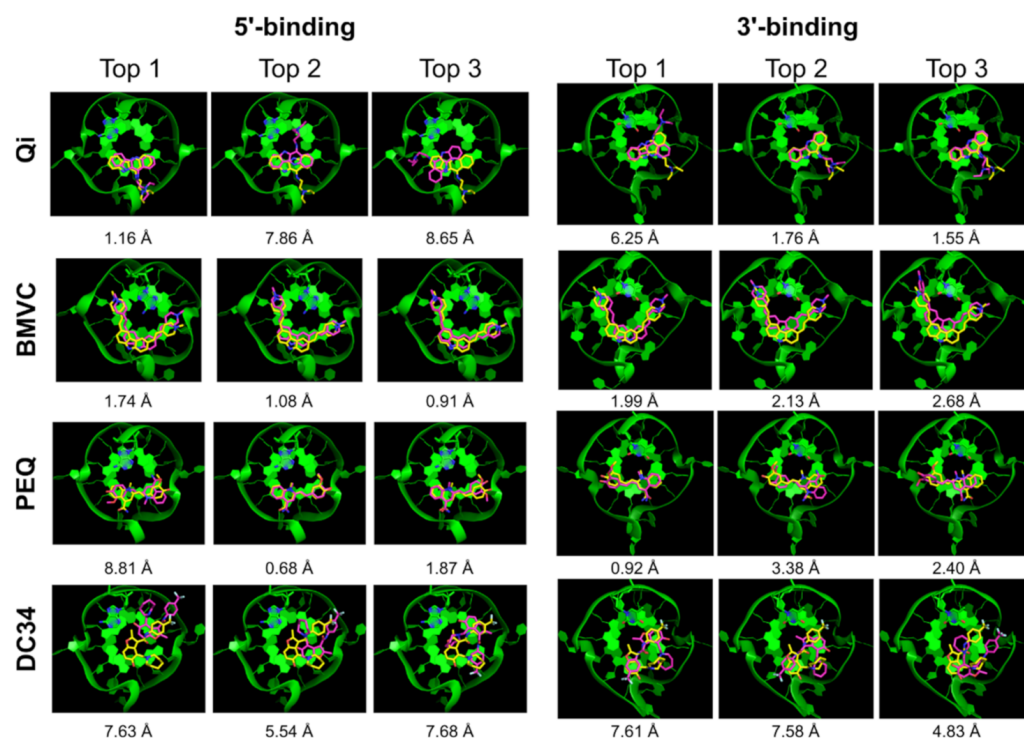 5'-binding 3'-binding
Top 1 Top 2 Top 3 Top 1 Top 2 Top 3
Qi
1.16 Å 7.86 Å 8.65 Å 6.25 Å 1.76 Å 1.55 Å
BMVC
1.74 Å 1.08 Å 0.91 Å 1.99 Å 2.13 Å 2.68 Å
PEQ
8.81 Å 0.68 Å 1.87 Å 0.92 Å 3.38 Å 2.40 Å
DC34
7.63 Å 5.54 Å 7.68 Å 7.61 Å 7.58 Å 4.83 Å